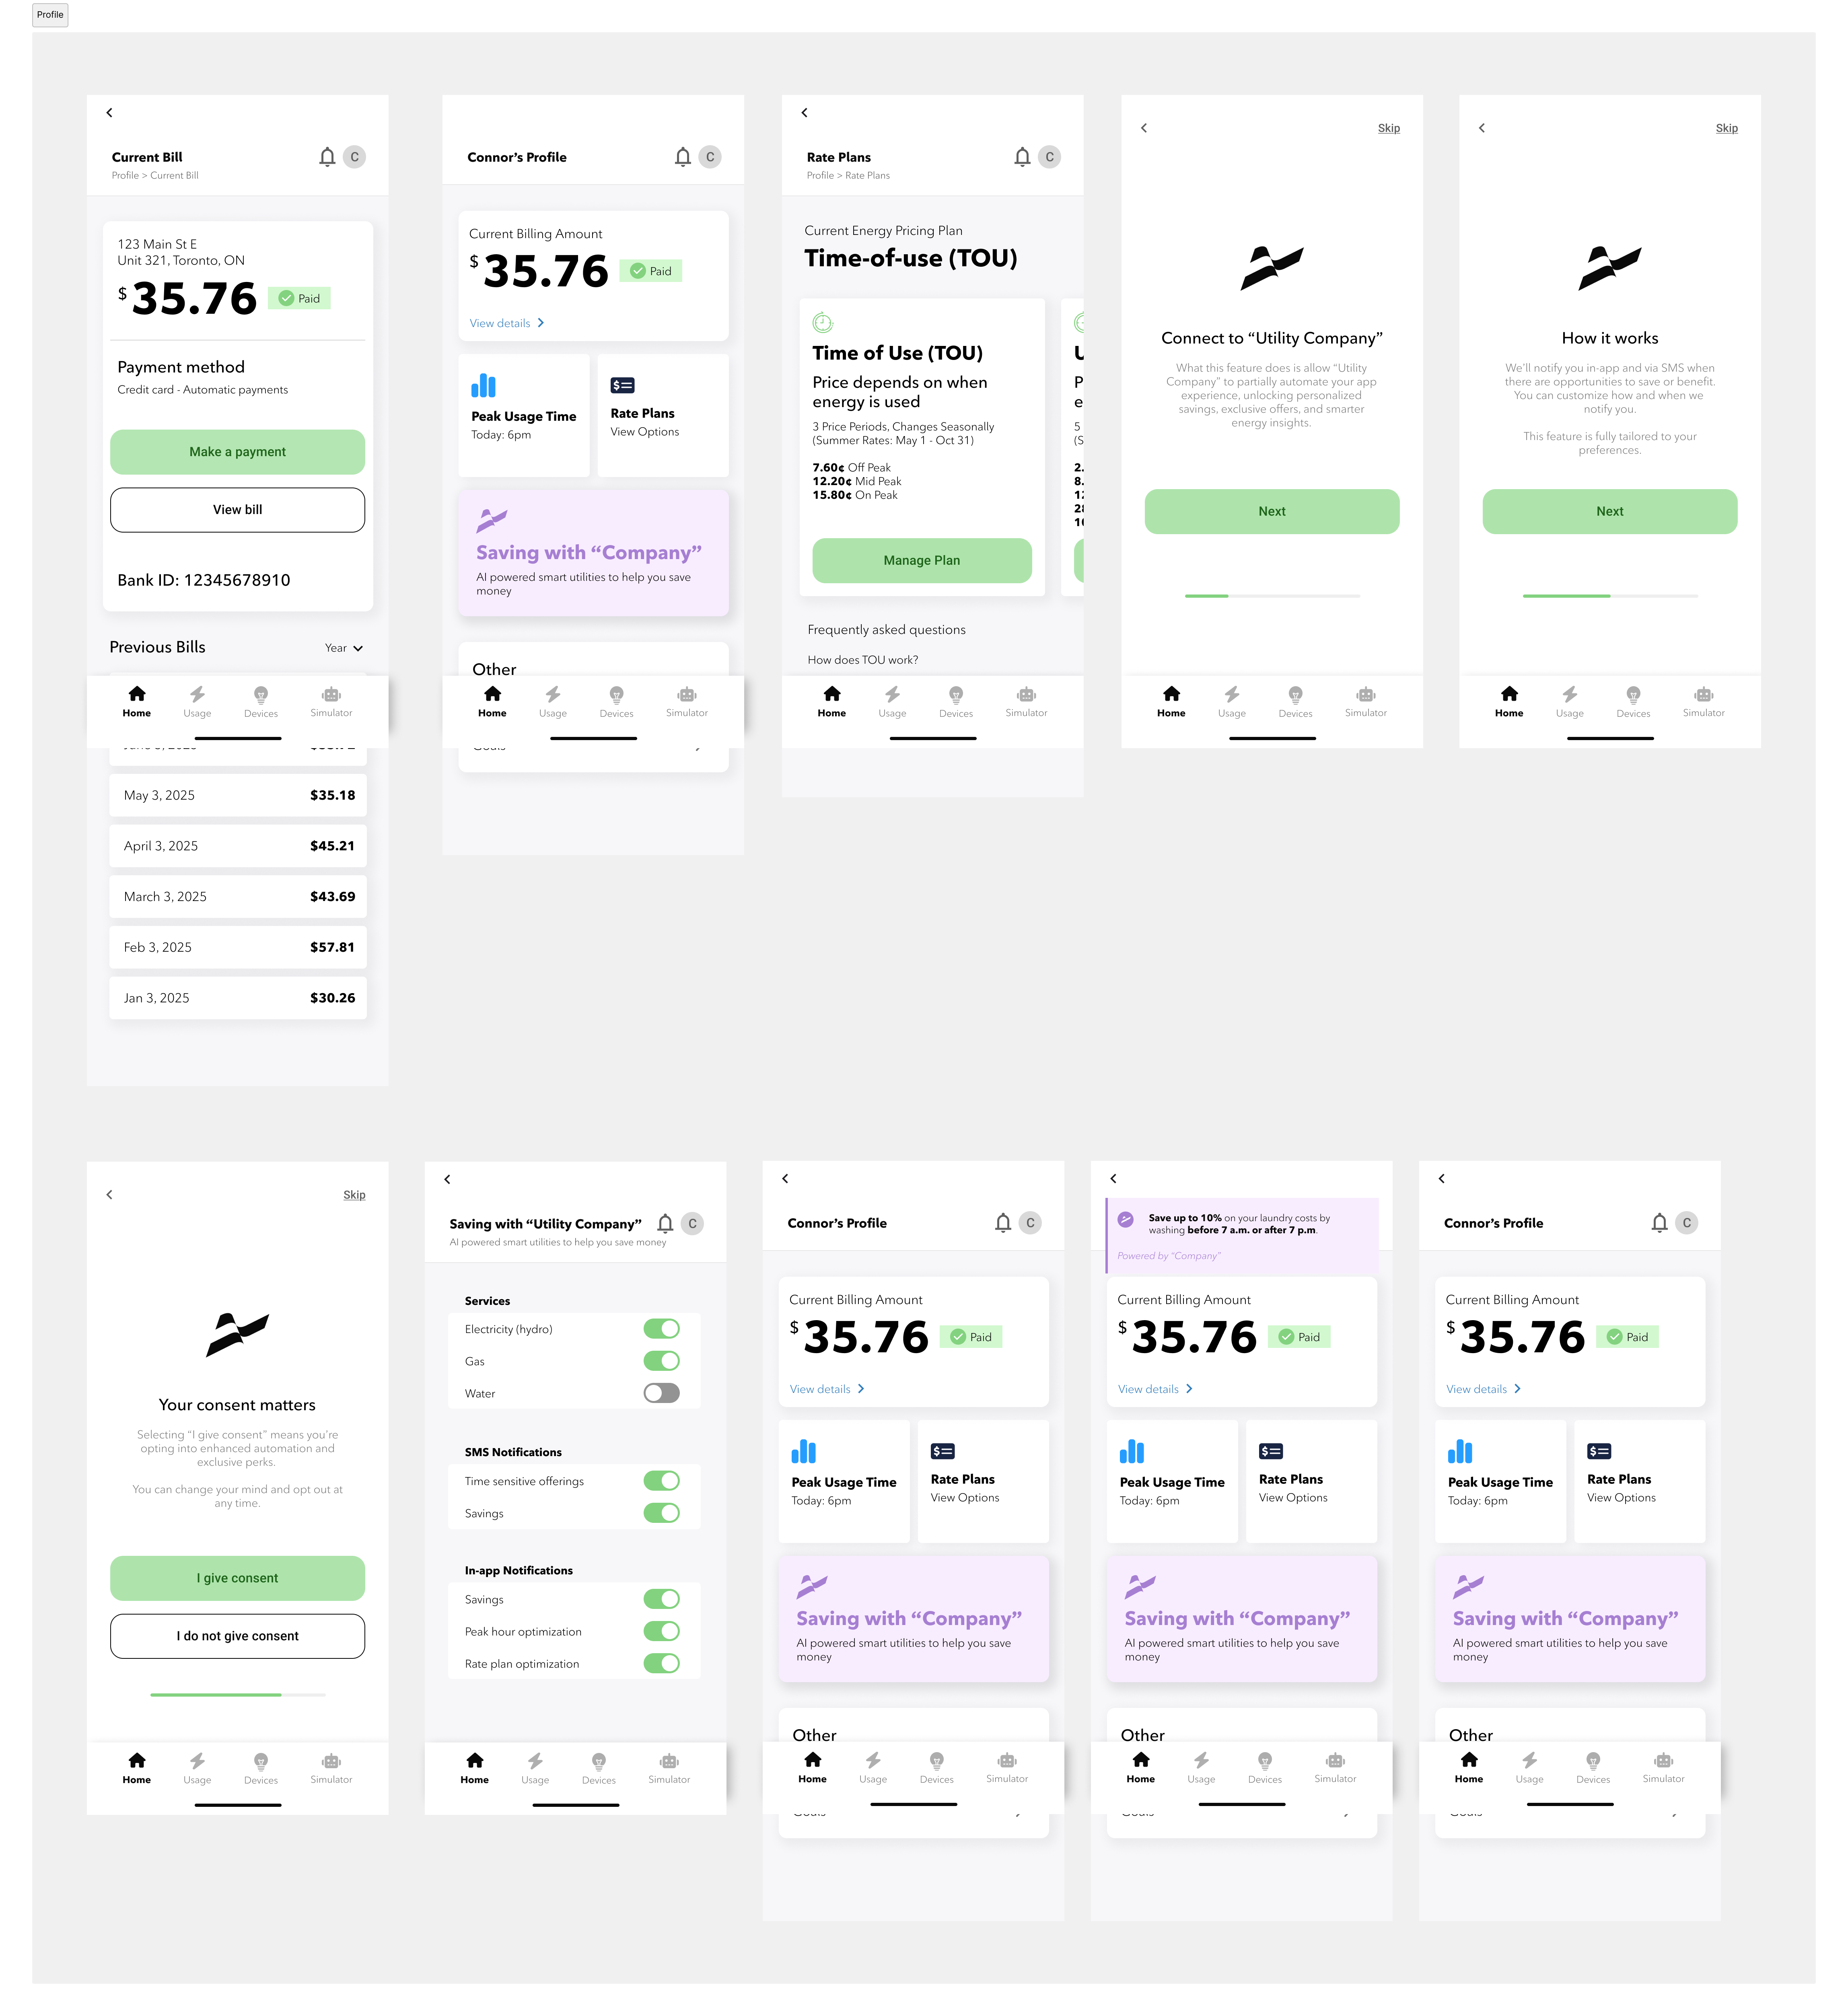 Profile
Current Bill
Profile > Current Bill
C
123 Main St E
Unit 321, Toronto, ON
$ 35.76
Paid
Payment method
Credit card - Automatic payments
Make a payment
View bill
Bank ID: 12345678910
Previous Bills
Year
Home
Usage
Devices
Simulator
May 3, 2025
$35.18
April 3, 2025
$45.21
March 3, 2025
$43.69
Feb 3, 2025
$57.81
Jan 3, 2025
$30.26
Connor’s Profile
C
Current Billing Amount
$ 35.76
Paid
View details
Peak Usage Time
Today: 6pm
Rate Plans
View Options
Saving with “Company”
AI powered smart utilities to help you save
money
Other
Home
Usage
Devices
Simulator
Rate Plans
Profile > Rate Plans
C
Current Energy Pricing Plan
Time-of-use (TOU)
Time of Use (TOU)
Price depends on when
energy is used
3 Price Periods, Changes Seasonally
(Summer Rates: May 1 - Oct 31)
7.60¢ Off Peak
12.20¢ Mid Peak
15.80¢ On Peak
Manage Plan
Frequently asked questions
How does TOU work?
Home
Usage
Devices
Simulator
Skip
Connect to “Utility Company”
What this feature does is allow “Utility
Company” to partially automate your app
experience, unlocking personalized
savings, exclusive offers, and smarter
energy insights.
Next
Home
Usage
Devices
Simulator
Skip
How it works
We’ll notify you in-app and via SMS when
there are opportunities to save or benefit.
You can customize how and when we
notify you.
This feature is fully tailored to your
preferences.
Next
Home
Usage
Devices
Simulator
Skip
Your consent matters
Selecting “I give consent” means you’re
opting into enhanced automation and
exclusive perks.
You can change your mind and opt out at
any time.
I give consent
I do not give consent
Home
Usage
Devices
Simulator
Saving with “Utility Company”
AI powered smart utilities to help you save money
C
Services
Electricity (hydro)
Gas
Water
SMS Notifications
Time sensitive offerings
Savings
In-app Notifications
Savings
Peak hour optimization
Rate plan optimization
Home
Usage
Devices
Simulator
Connor’s Profile
C
Current Billing Amount
$ 35.76
Paid
View details
Peak Usage Time
Today: 6pm
Rate Plans
View Options
Saving with “Company”
AI powered smart utilities to help you save
money
Other
Home
Usage
Devices
Simulator
Save up to 10% on your laundry costs by
washing before 7 a.m. or after 7 p.m.
Powered by “Company”
Current Billing Amount
$ 35.76
Paid
View details
Peak Usage Time
Today: 6pm
Rate Plans
View Options
Saving with “Company”
AI powered smart utilities to help you save
money
Other
Home
Usage
Devices
Simulator
Connor’s Profile
C
Current Billing Amount
$ 35.76
Paid
View details
Peak Usage Time
Today: 6pm
Rate Plans
View Options
Saving with “Company”
AI powered smart utilities to help you save
money
Other
Home
Usage
Devices
Simulator